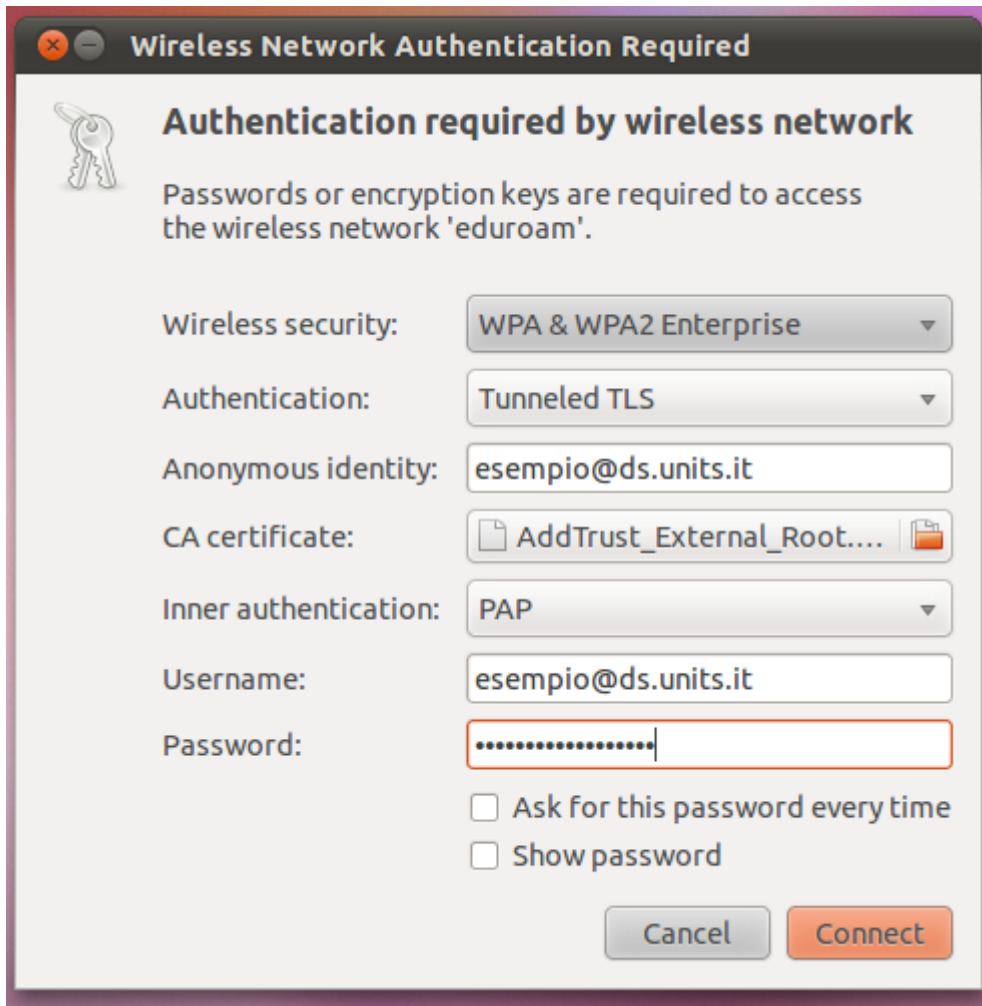 Wireless Network Authentication Required
Authentication required by wireless network
Passwords or encryption keys are required to access
the wireless network 'eduroam'.
Wireless security: WPA & WPA2 Enterprise
Authentication: Tunneled TLS
Anonymous identity: esempio@ds.units.it
CA certificate: AddTrust_External_Root....
Inner authentication: PAP
Username: esempio@ds.units.it
Password: ••••••••••••••••••
Ask for this password every time
Show password
Cancel Connect